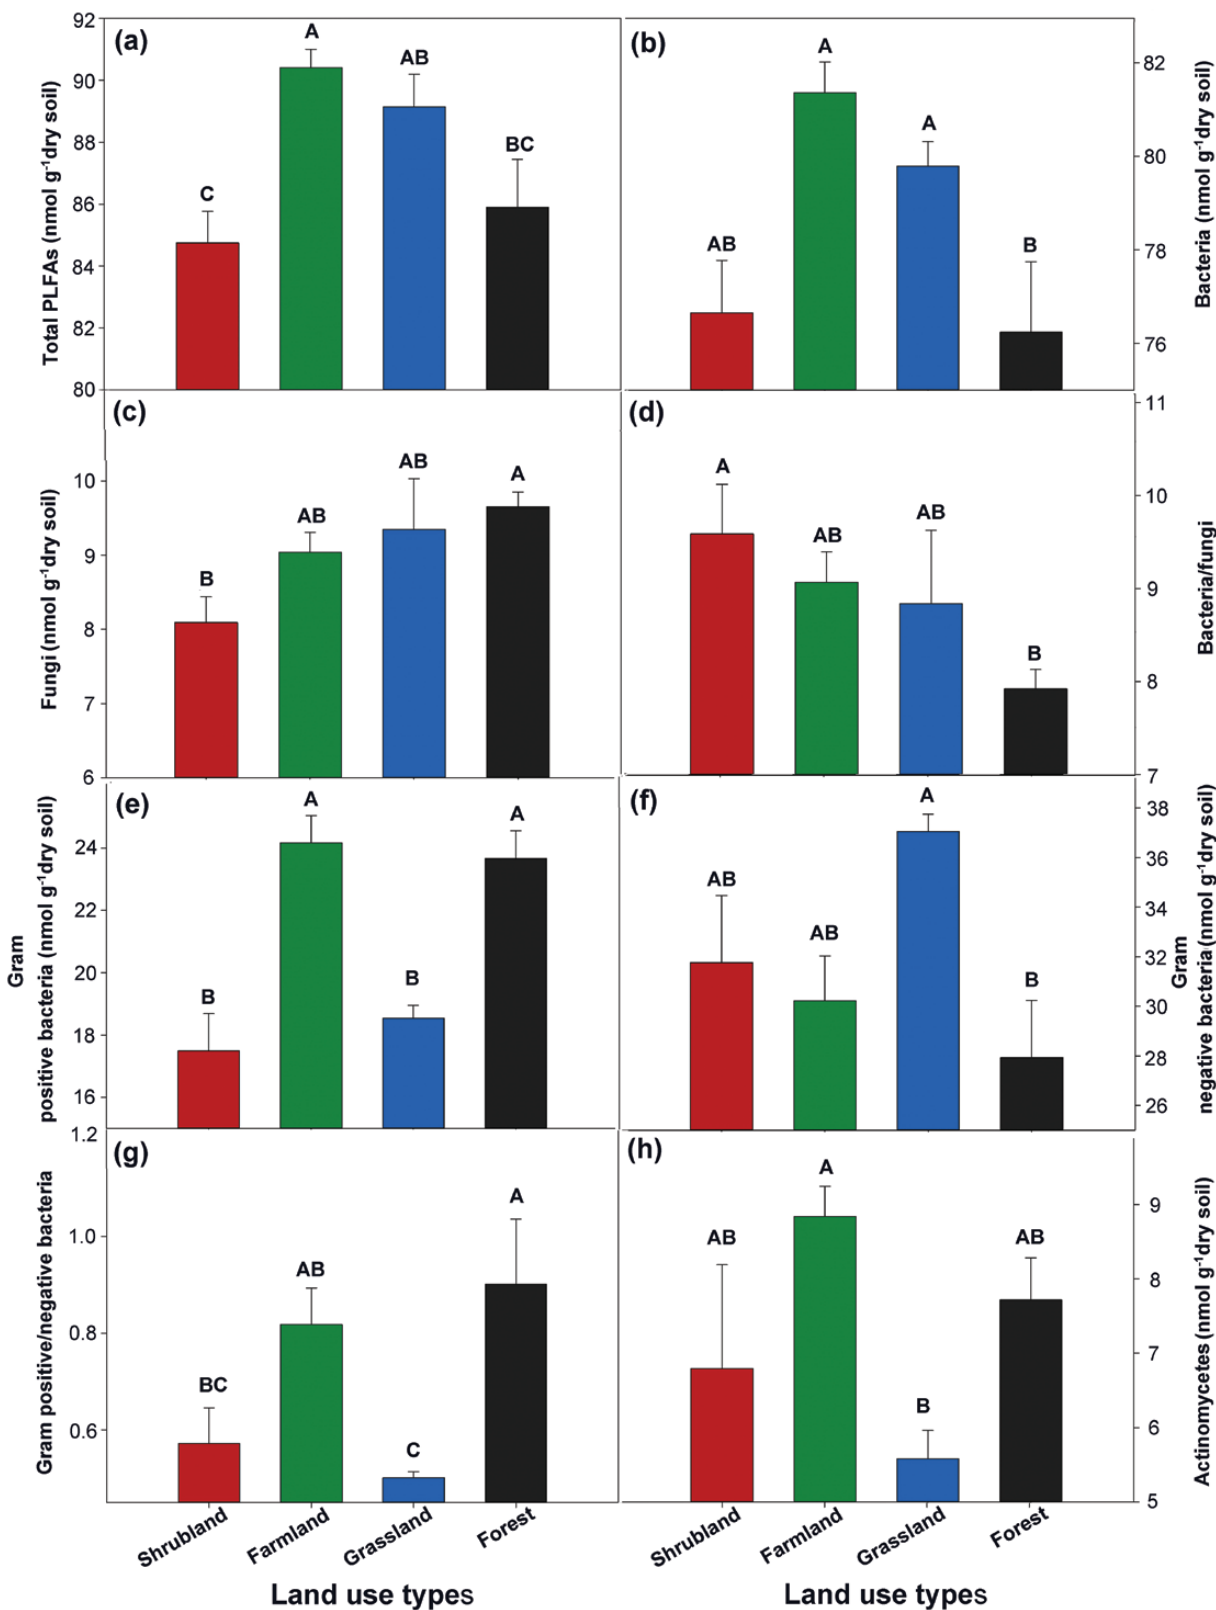 (a)
Total PLFAs (nmol g⁻¹dry soil)
92
90
88
86
84
82
80
C
A
AB
BC
(b)
Bacteria (nmol g⁻¹dry soil)
82
80
78
76
AB
A
A
B
(c)
Fungi (nmol g⁻¹dry soil)
10
9
8
7
6
B
AB
AB
A
(d)
Bacteria/fungi
11
10
9
8
7
A
AB
AB
B
(e)
Gram
positive bacteria (nmol g⁻¹dry soil)
24
22
20
18
16
B
A
B
A
(f)
Gram
negative bacteria (nmol g⁻¹dry soil)
38
36
34
32
30
28
26
AB
AB
A
B
(g)
Gram positive/negative bacteria
1.2
1.0
0.8
0.6
BC
AB
C
A
(h)
Actinomycetes (nmol g⁻¹dry soil)
9
8
7
6
5
AB
A
B
AB
Shrubland
Farmland
Grassland
Forest
Shrubland
Farmland
Grassland
Forest
Land use types
Land use types